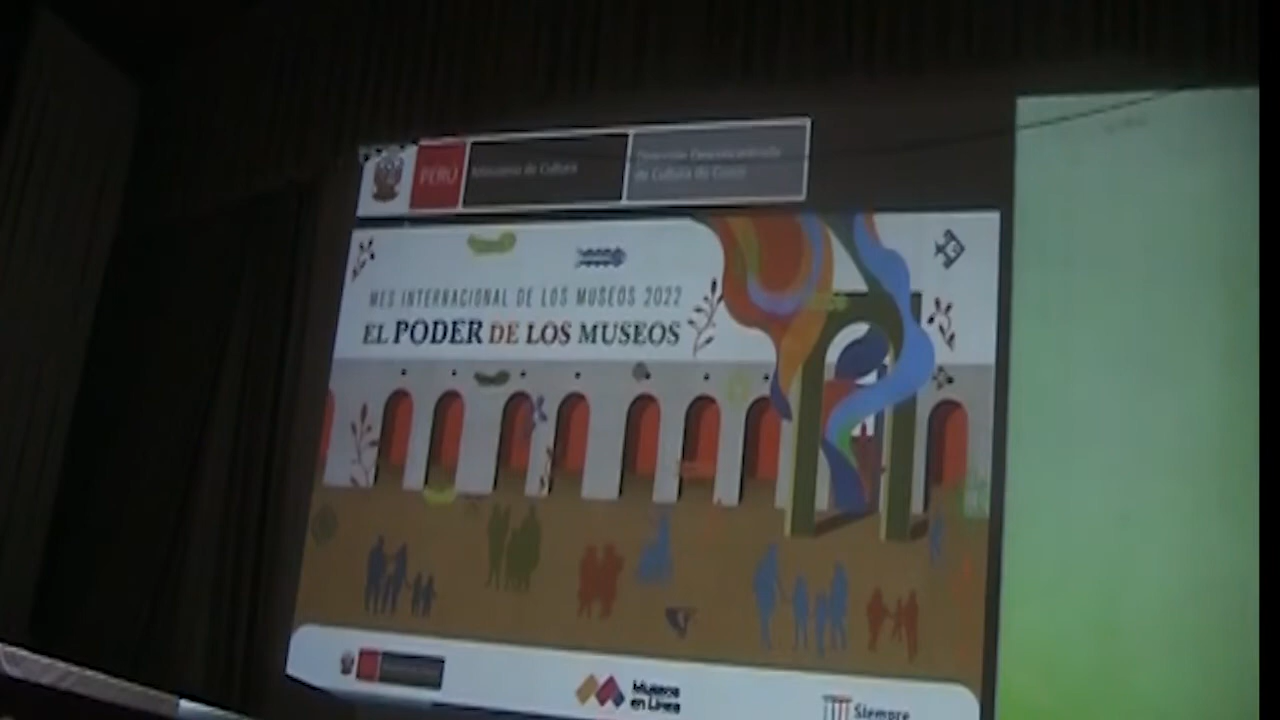 PERÚ
Ministerio de Cultura
Dirección Desconcentrada
de Cultura de Cusco
MES INTERNACIONAL DE LOS MUSEOS 2022
EL PODER DE LOS MUSEOS
Museos
en Línea
Siempre